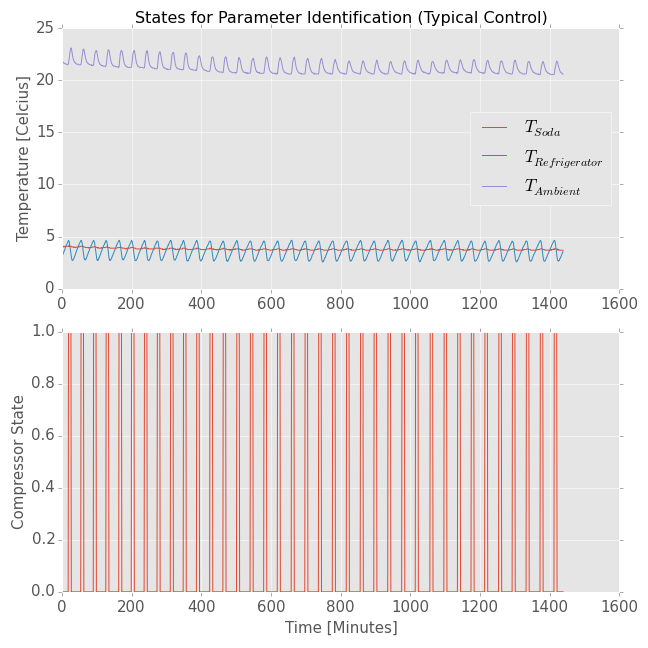 States for Parameter Identification (Typical Control)
25
20
15
10
5
0
Temperature [Celcius]
T_Soda
T_Refrigerator
T_Ambient
0 200 400 600 800 1000 1200 1400 1600
1.0
0.8
0.6
0.4
0.2
0.0
Compressor State
0 200 400 600 800 1000 1200 1400 1600
Time [Minutes]